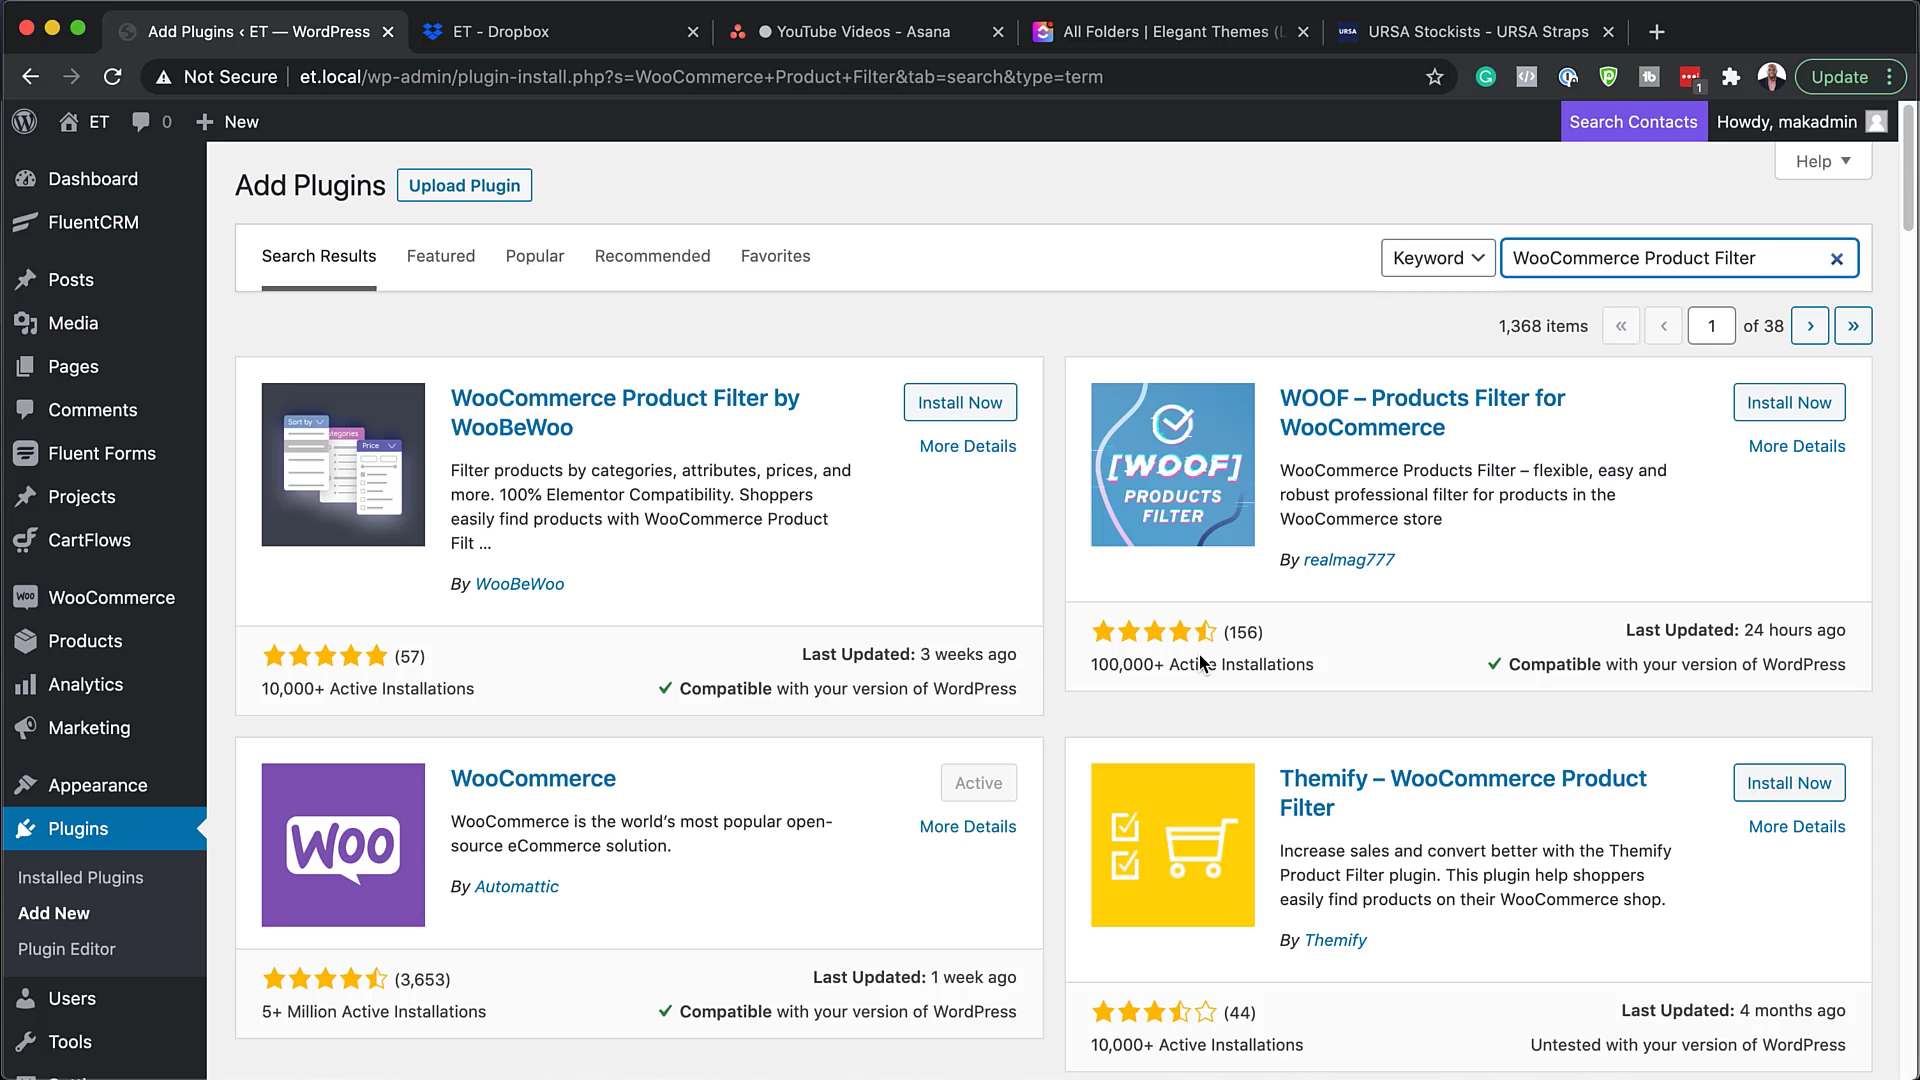 Add Plugins ‹ ET — WordPress
ET - Dropbox
YouTube Videos - Asana
All Folders | Elegant Themes (
URSA
URSA Stockists - URSA Straps
Not Secure
et.local/wp-admin/plugin-install.php?s=WooCommerce+Product+Filter&tab=search&type=term
1
Update
ET
0
New
Search Contacts
Howdy, makadmin
Dashboard
FluentCRM
Posts
Media
Pages
Comments
Fluent Forms
Projects
CartFlows
WooCommerce
Products
Analytics
Marketing
Appearance
Plugins
Installed Plugins
Add New
Plugin Editor
Users
Tools
Add Plugins
Upload Plugin
Help
Search Results
Featured
Popular
Recommended
Favorites
Keyword
WooCommerce Product Filter
1,368 items
«
‹
1
of 38
›
»
Sort by
Price
WooCommerce Product Filter by
WooBeWoo
Install Now
More Details
Filter products by categories, attributes, prices, and
more. 100% Elementor Compatibility. Shoppers
easily find products with WooCommerce Product
Filt ...
By WooBeWoo
(57)
10,000+ Active Installations
Last Updated: 3 weeks ago
Compatible with your version of WordPress
[WOOF]
PRODUCTS
FILTER
WOOF – Products Filter for
WooCommerce
Install Now
More Details
WooCommerce Products Filter – flexible, easy and
robust professional filter for products in the
WooCommerce store
By realmag777
(156)
100,000+ Active Installations
Last Updated: 24 hours ago
Compatible with your version of WordPress
WOO
WooCommerce
Active
More Details
WooCommerce is the world's most popular open-
source eCommerce solution.
By Automattic
(3,653)
5+ Million Active Installations
Last Updated: 1 week ago
Compatible with your version of WordPress
Themify – WooCommerce Product
Filter
Install Now
More Details
Increase sales and convert better with the Themify
Product Filter plugin. This plugin help shoppers
easily find products on their WooCommerce shop.
By Themify
(44)
10,000+ Active Installations
Last Updated: 4 months ago
Untested with your version of WordPress